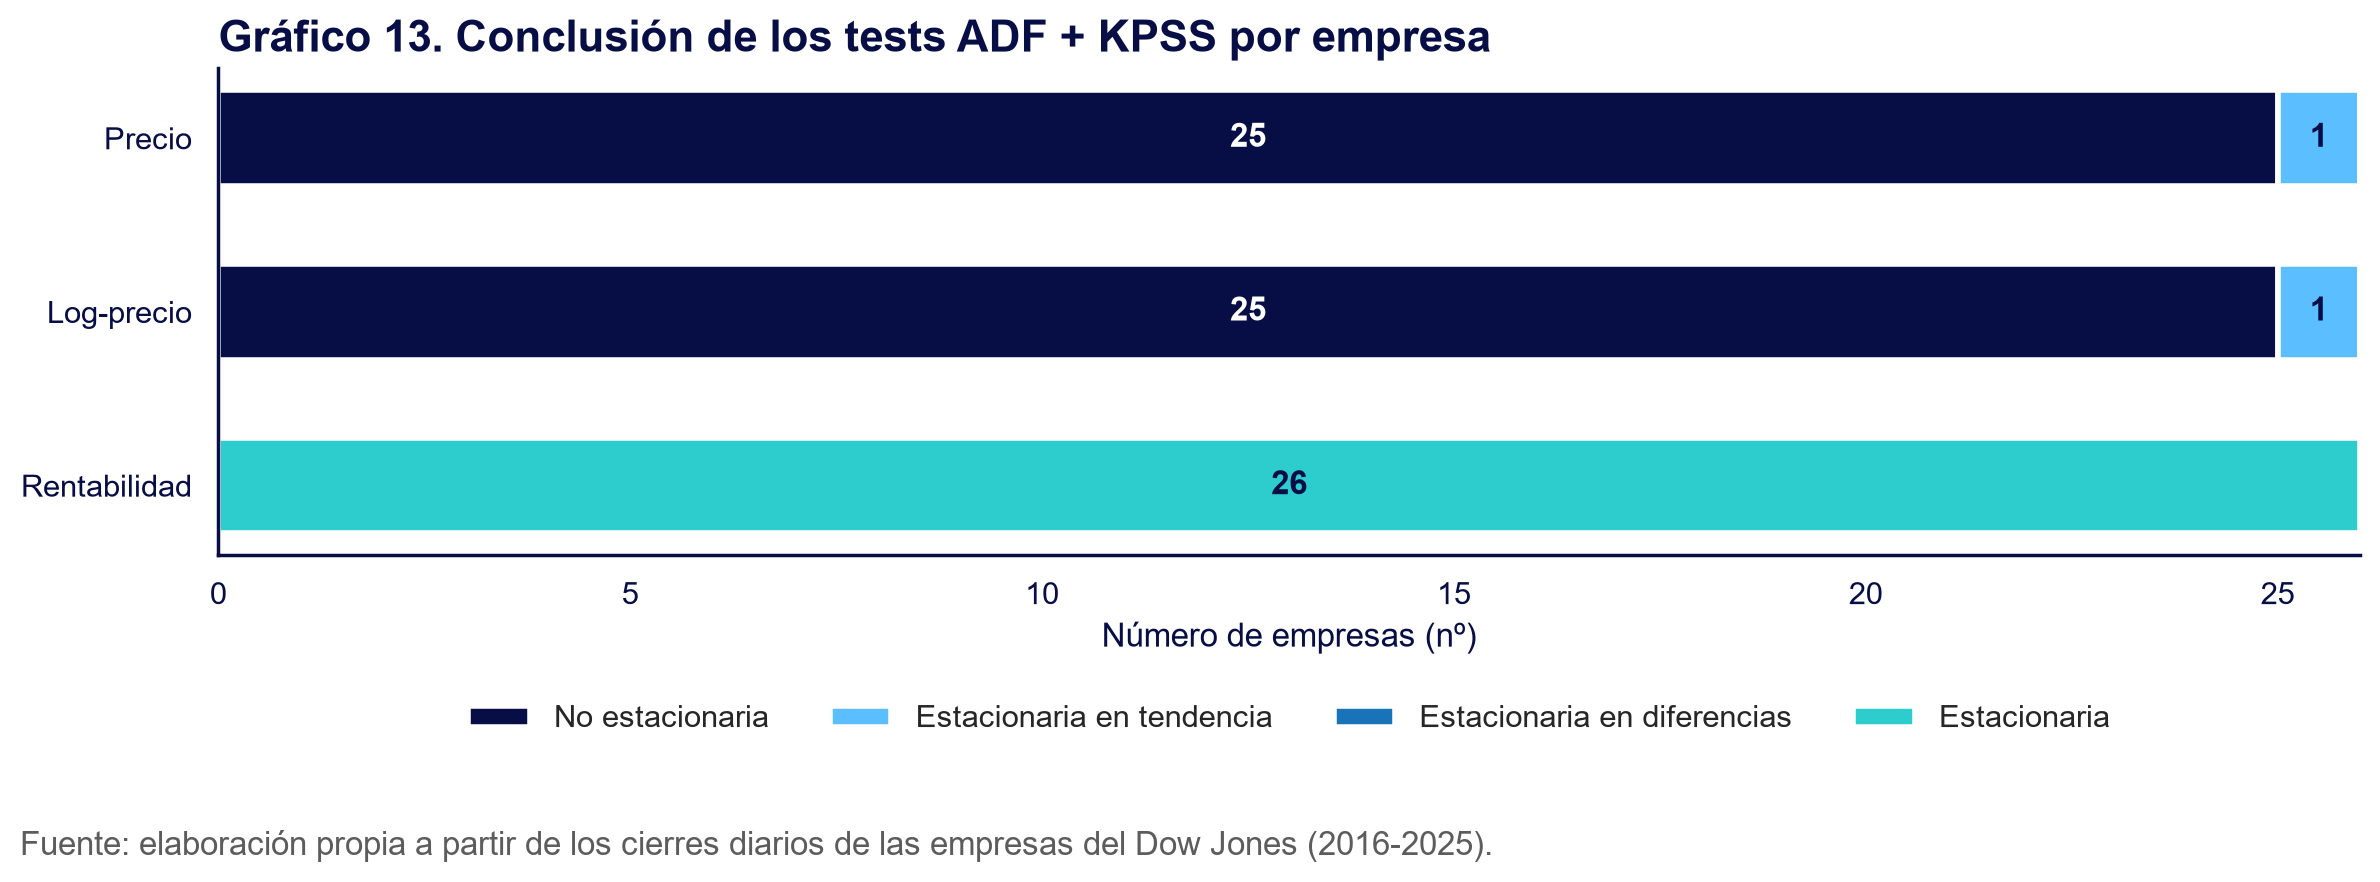 Gráfico 13. Conclusión de los tests ADF + KPSS por empresa
Precio
25
1
Log-precio
25
1
Rentabilidad
26
0
5
10
15
20
25
Número de empresas (nº)
No estacionaria
Estacionaria en tendencia
Estacionaria en diferencias
Estacionaria
Fuente: elaboración propia a partir de los cierres diarios de las empresas del Dow Jones (2016-2025).